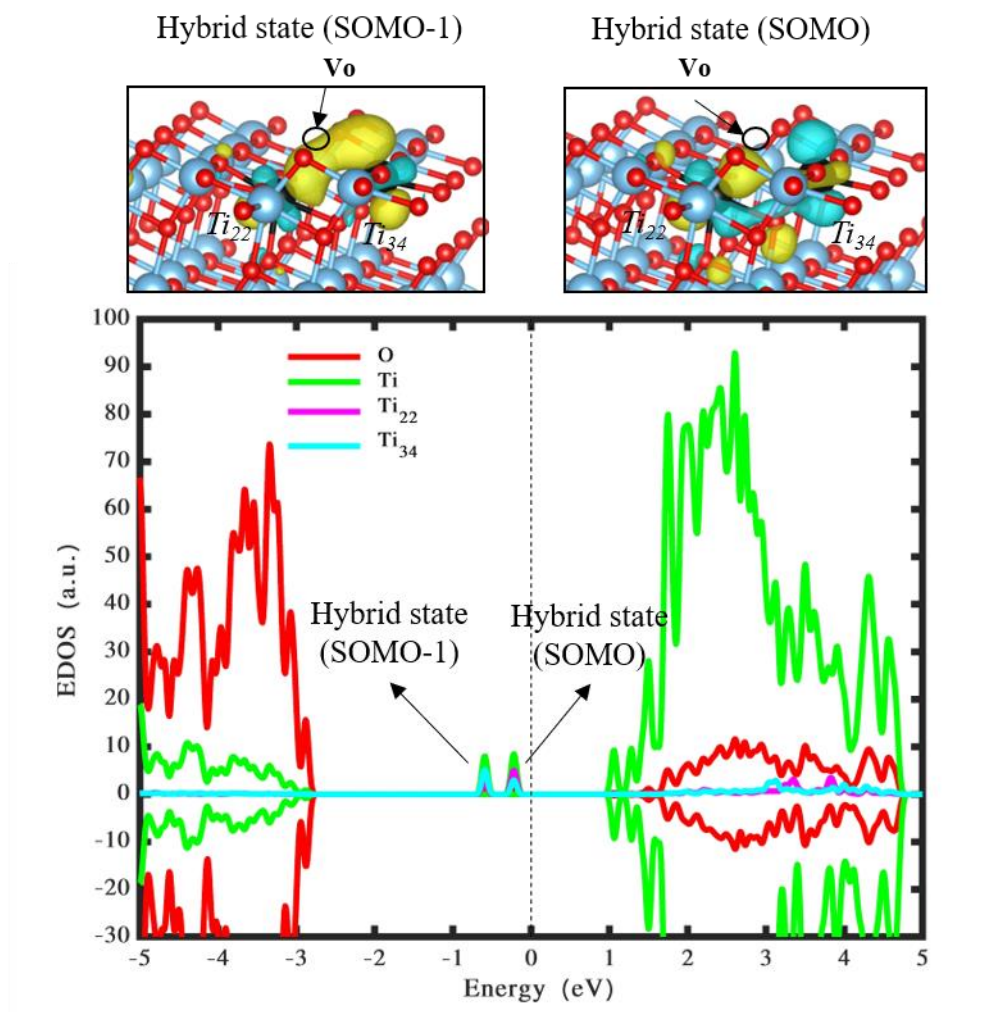 Hybrid state (SOMO-1)
Vo
Ti22
Ti34
Hybrid state (SOMO)
Vo
Ti22
Ti34
EDOS (a.u.)
100
90
80
70
60
50
40
30
20
10
0
-10
-20
-30
O
Ti
Ti22
Ti34
Hybrid state
(SOMO-1)
Hybrid state
(SOMO)
-5 -4 -3 -2 -1 0 1 2 3 4 5
Energy (eV)